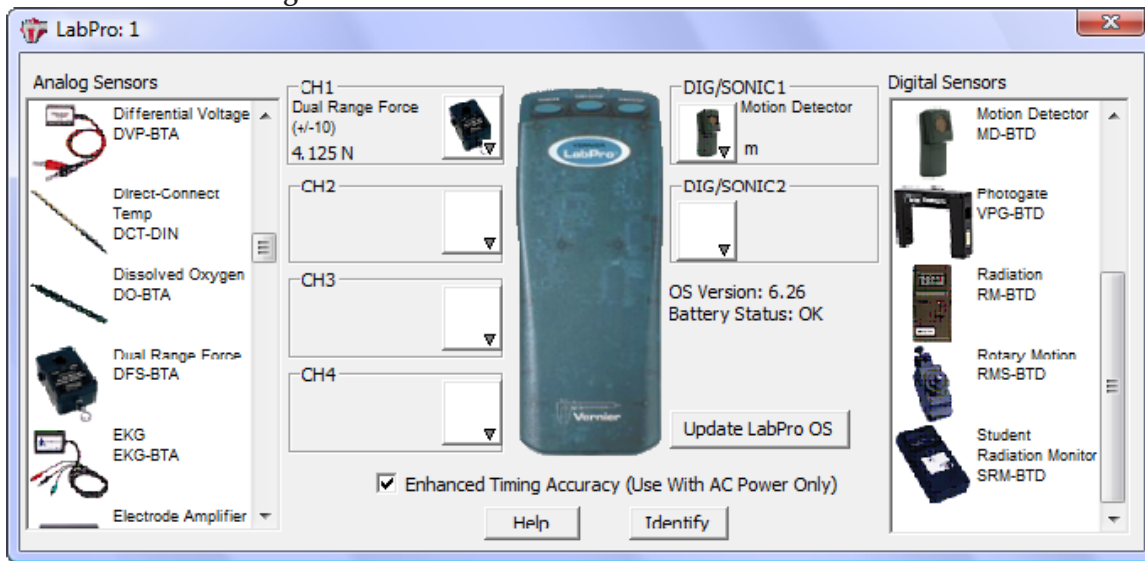 LabPro: 1
Analog Sensors
Differential Voltage
DVP-BTA
Direct-Connect
Temp
DCT-DIN
Dissolved Oxygen
DO-BTA
Dual Range Force
DFS-BTA
EKG
EKG-BTA
Electrode Amplifier
CH1
Dual Range Force
(+/-10)
4.125 N
CH2
CH3
CH4
VERNIER
LabPro
Vernier
DIG/SONIC1
Motion Detector
m
DIG/SONIC2
OS Version: 6.26
Battery Status: OK
Update LabPro OS
Enhanced Timing Accuracy (Use With AC Power Only)
Help
Identify
Digital Sensors
Motion Detector
MD-BTD
Photogate
VPG-BTD
Radiation
RM-BTD
Rotary Motion
RMS-BTD
Student
Radiation Monitor
SRM-BTD